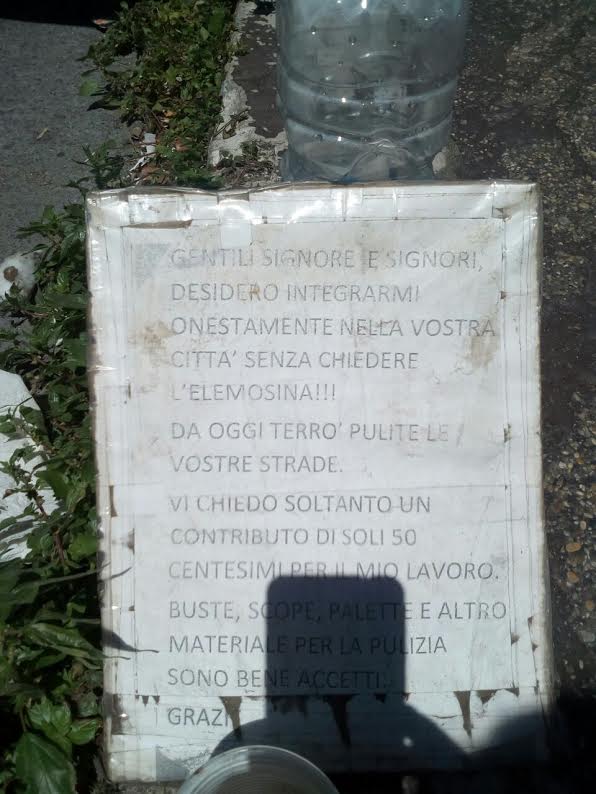 GENTILI SIGNORE E SIGNORI,
DESIDERO INTEGRARMI
ONESTAMENTE NELLA VOSTRA
CITTA' SENZA CHIEDERE
L'ELEMOSINA!!!
DA OGGI TERRO' PULITE LE
VOSTRE STRADE.
VI CHIEDO SOLTANTO UN
CONTRIBUTO DI SOLI 50
CENTESIMI PER IL MIO LAVORO.
BUSTE, SCOPE, PALETTE E ALTRO
MATERIALE PER LA PULIZIA
SONO BENE ACCETTI.
GRAZI